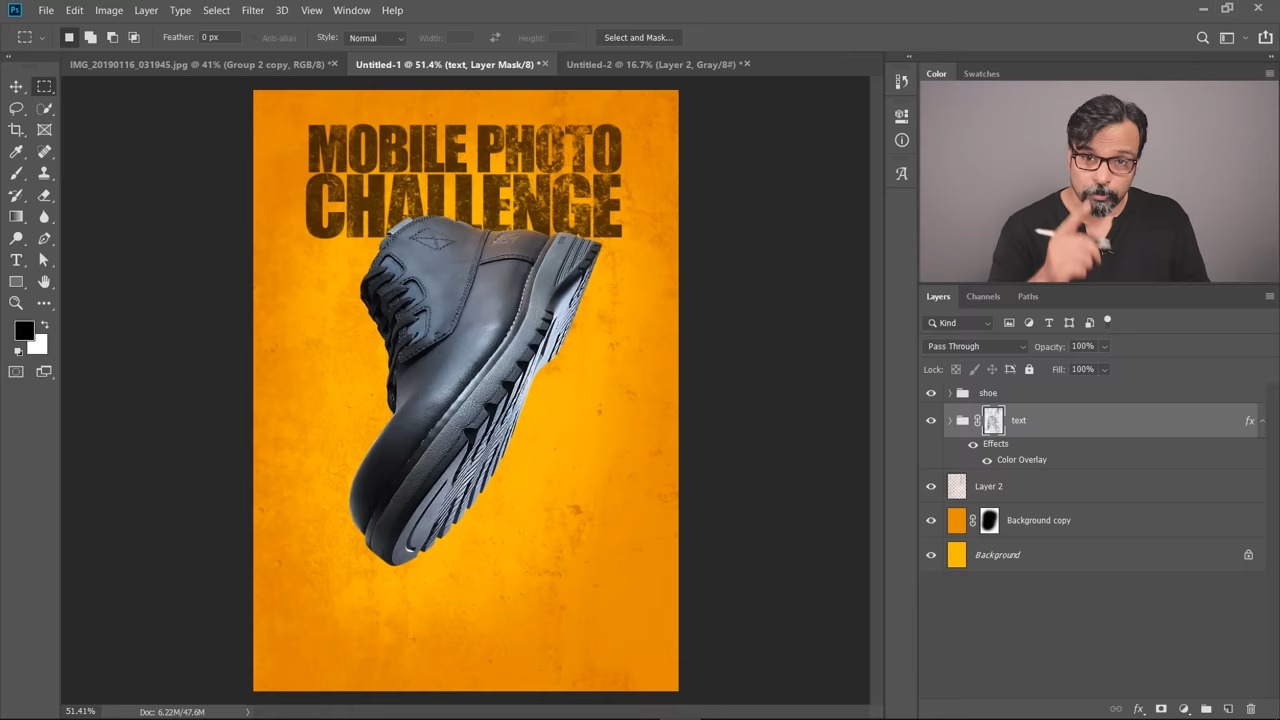 Ps File Edit Image Layer Type Select Filter 3D View Window Help
Feather: 0 px Anti-alias Style: Normal Width: Height: Select and Mask...
IMG_20190116_031945.jpg @ 41% (Group 2 copy, RGB/8) * Untitled-1 @ 51.4% (text, Layer Mask/8) * Untitled-2 @ 16.7% (Layer 2, Gray/8#) *
Color Swatches
MOBILE PHOTO
CHALLENGE
Layers Channels Paths
Kind
Pass Through Opacity: 100%
Lock: Fill: 100%
shoe
text fx
Effects
Color Overlay
Layer 2
Background copy
Background
51.41% Doc: 6.22M/47.6M
fx